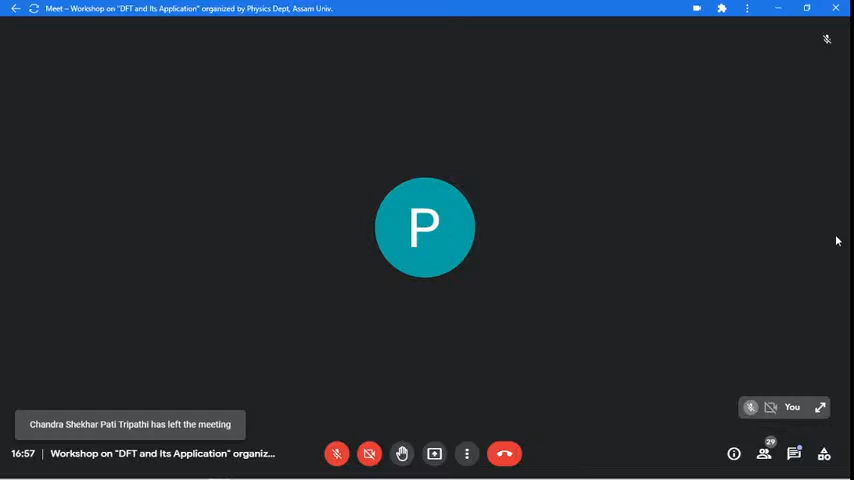 Meet – Workshop on "DFT and Its Application" organized by Physics Dept, Assam Univ.
P
You
Chandra Shekhar Pati Tripathi has left the meeting
29
16:57 | Workshop on "DFT and Its Application" organiz...